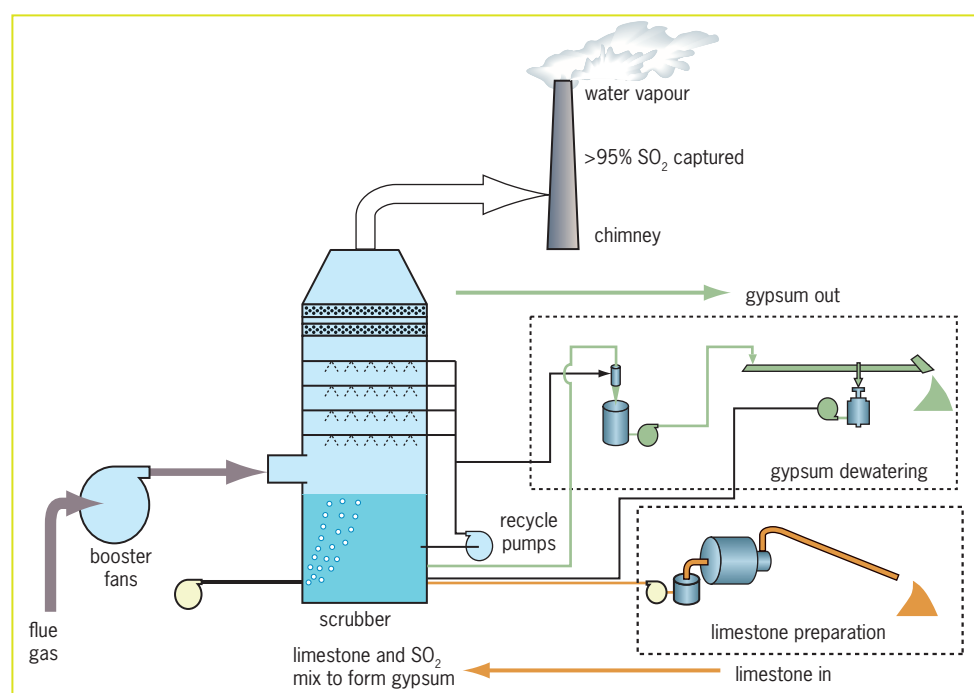 water vapour
>95% SO₂ captured
chimney
gypsum out
gypsum dewatering
recycle
pumps
booster
fans
flue
gas
scrubber
limestone preparation
limestone and SO₂
mix to form gypsum
limestone in